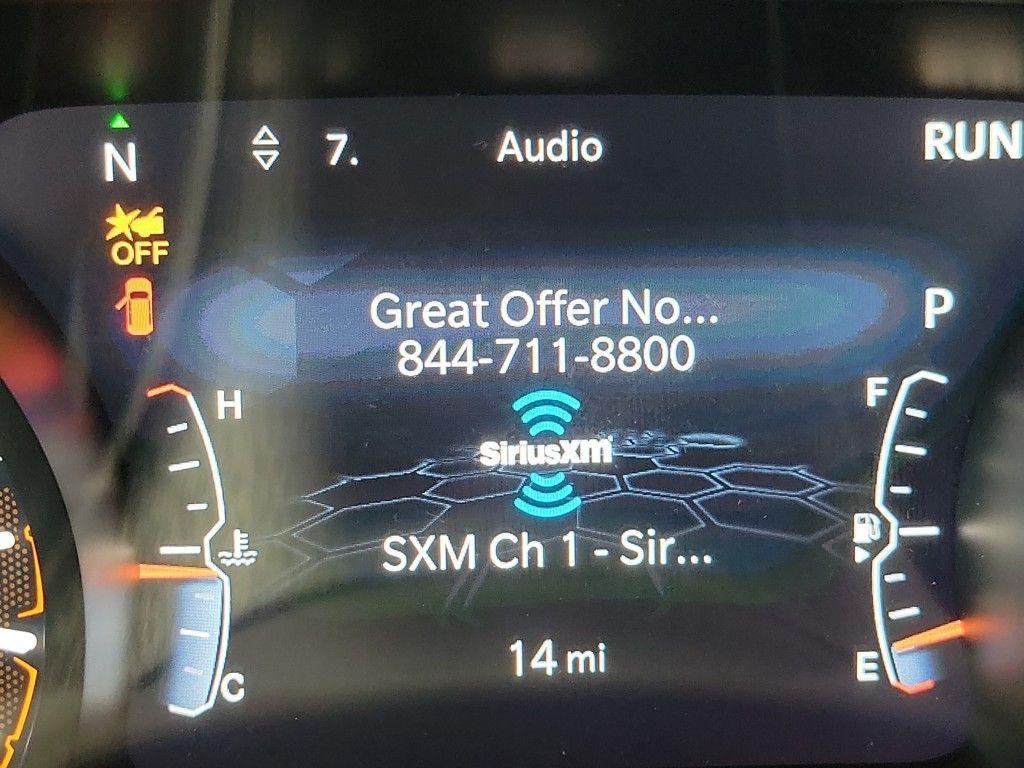 N
7.
Audio
RUN
OFF
Great Offer No...
844-711-8800
P
H
F
SiriusXM
SXM Ch 1 - Sir...
14 mi
C
E